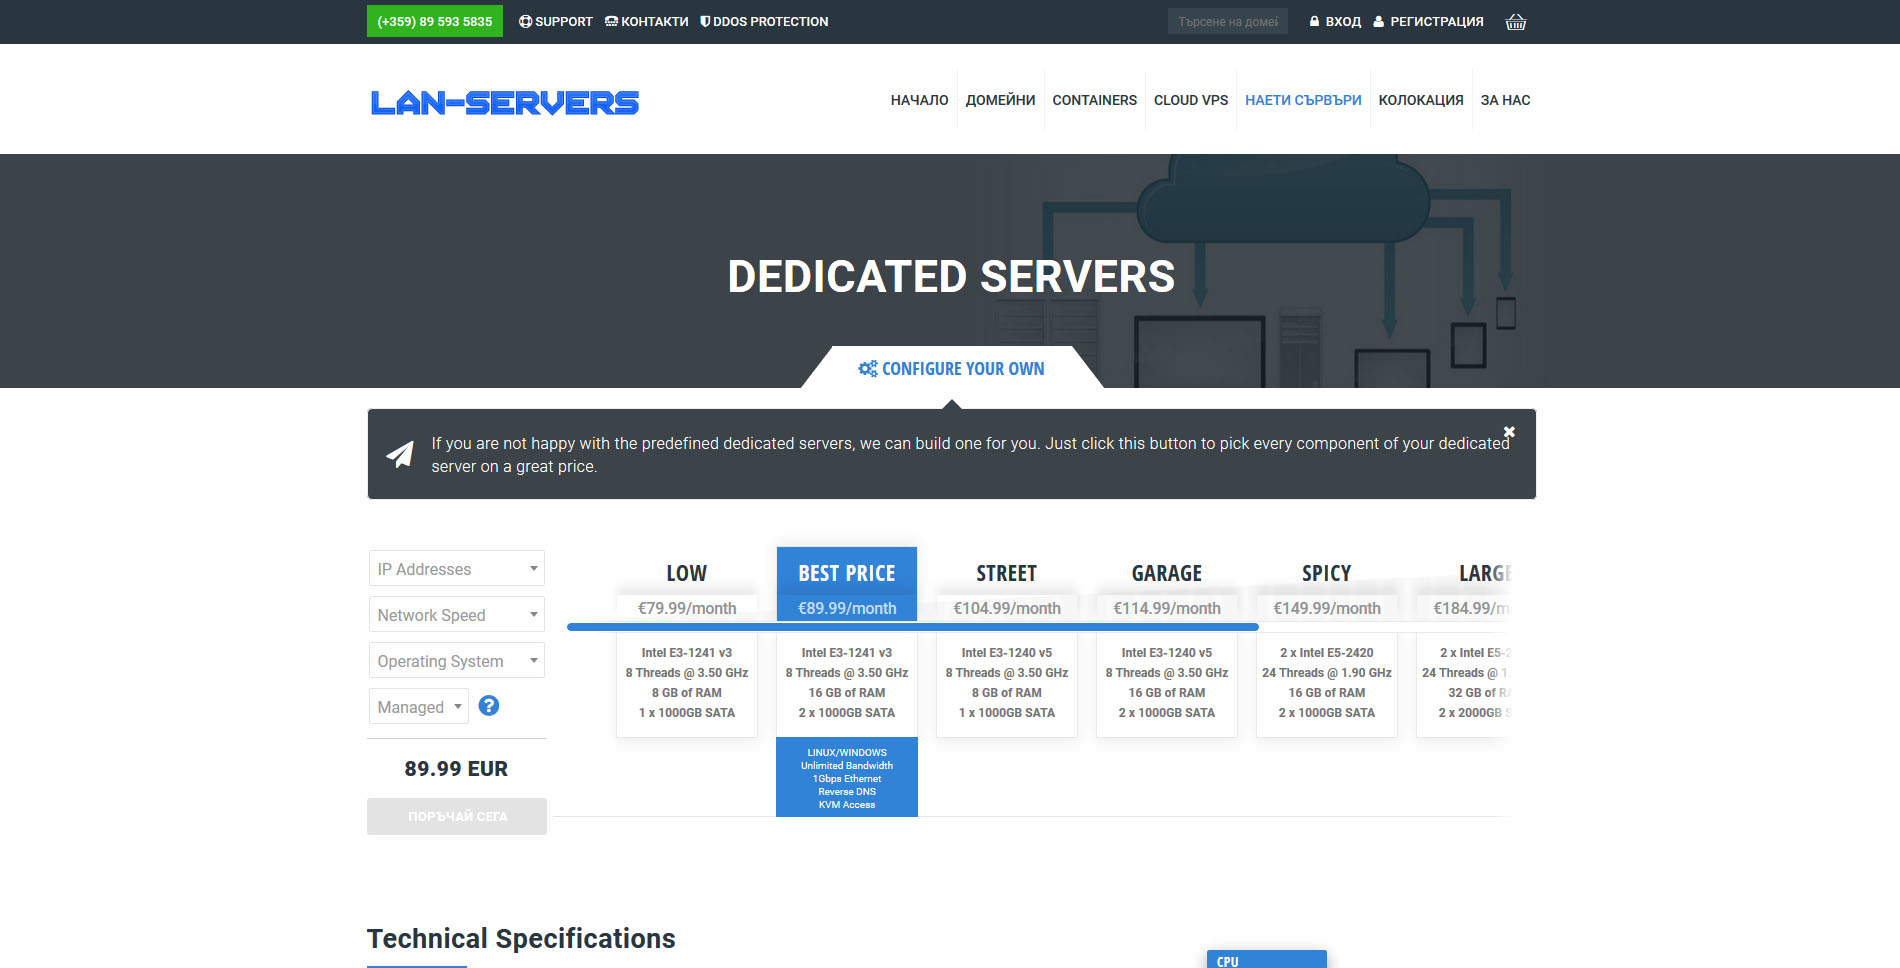 (+359) 89 593 5835 SUPPORT КОНТАКТИ DDOS PROTECTION
ВХОД РЕГИСТРАЦИЯ
Търсене на домей
LAN-SERVERS
НАЧАЛО ДОМЕЙНИ CONTAINERS CLOUD VPS НАЕТИ СЪРВЪРИ КОЛОКАЦИЯ ЗА НАС
DEDICATED SERVERS
CONFIGURE YOUR OWN
If you are not happy with the predefined dedicated servers, we can build one for you. Just click this button to pick every component of your dedicated
server on a great price.
IP Addresses
Network Speed
Operating System
Managed
89.99 EUR
ПОРЪЧАЙ СЕГА
LOW
€79.99/month
Intel E3-1241 v3
8 Threads @ 3.50 GHz
8 GB of RAM
1 x 1000GB SATA
BEST PRICE
€89.99/month
Intel E3-1241 v3
8 Threads @ 3.50 GHz
16 GB of RAM
2 x 1000GB SATA
LINUX/WINDOWS
Unlimited Bandwidth
1Gbps Ethernet
Reverse DNS
KVM Access
STREET
€104.99/month
Intel E3-1240 v5
8 Threads @ 3.50 GHz
8 GB of RAM
1 x 1000GB SATA
GARAGE
€114.99/month
Intel E3-1240 v5
8 Threads @ 3.50 GHz
16 GB of RAM
2 x 1000GB SATA
SPICY
€149.99/month
2 x Intel E5-2420
24 Threads @ 1.90 GHz
16 GB of RAM
2 x 1000GB SATA
LARGE
€184.99/m
2 x Intel E5-2
24 Threads @ 1.
32 GB of RA
2 x 2000GB S
Technical Specifications
CPU